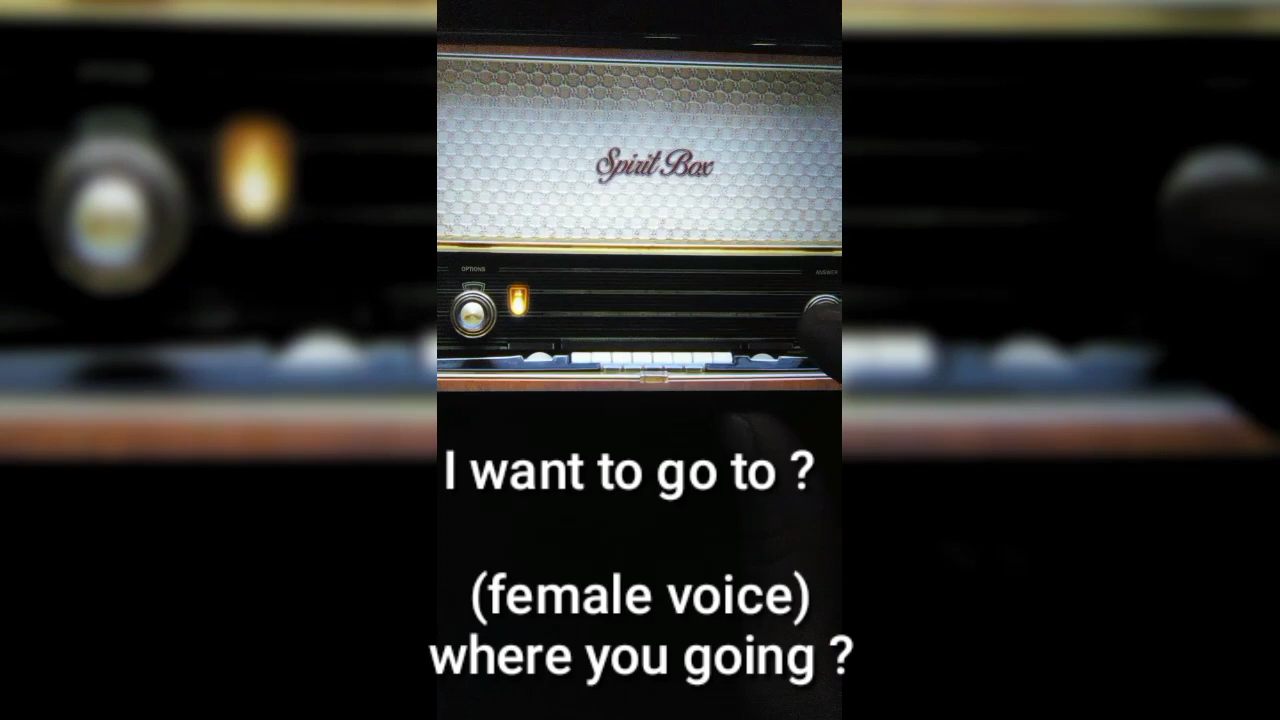 Spirit Box
OPTIONS
ANSWER
I want to go to ?
(female voice)
where you going ?